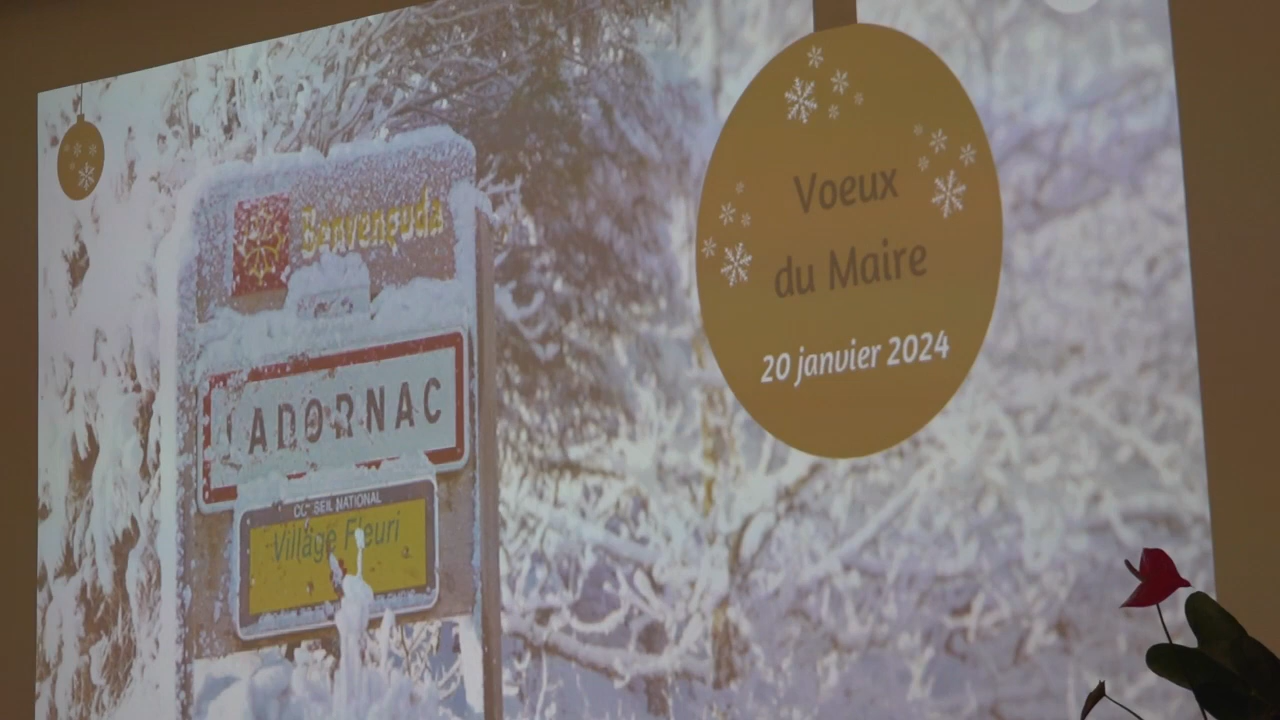 Benvenguda
LADORNAC
CONSEIL NATIONAL
Village Fleuri
Voeux
du Maire
20 janvier 2024